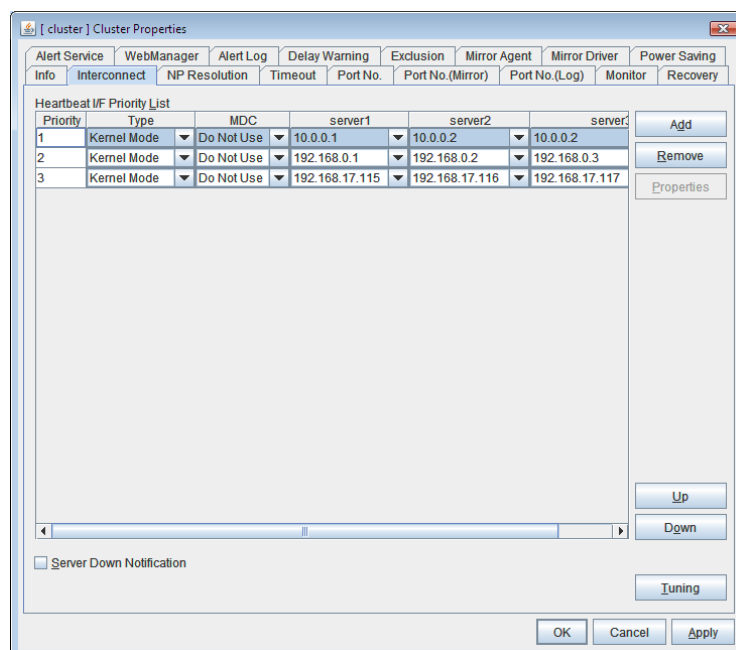 [ cluster ] Cluster Properties
Alert Service WebManager Alert Log Delay Warning Exclusion Mirror Agent Mirror Driver Power Saving
Info Interconnect NP Resolution Timeout Port No. Port No.(Mirror) Port No.(Log) Monitor Recovery
Heartbeat I/F Priority List
Priority Type MDC server1 server2 server3
1 Kernel Mode Do Not Use 10.0.0.1 10.0.0.2 10.0.0.2
2 Kernel Mode Do Not Use 192.168.0.1 192.168.0.2 192.168.0.3
3 Kernel Mode Do Not Use 192.168.17.115 192.168.17.116 192.168.17.117
Add
Remove
Properties
Up
Down
Server Down Notification
Tuning
OK Cancel Apply